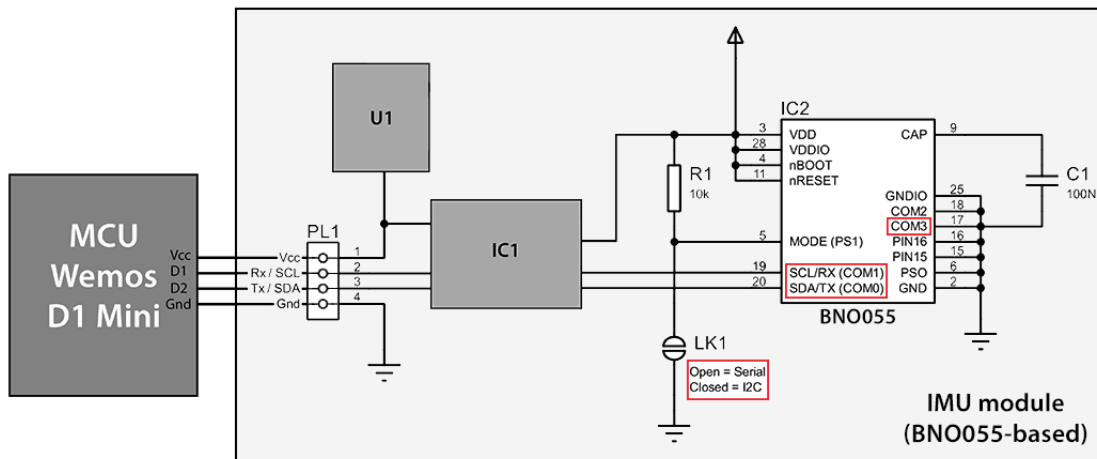 MCU
Wemos
D1 Mini
Vcc
D1
D2
Gnd
PL1
Vcc
Rx / SCL
Tx / SDA
Gnd
1
2
3
4
U1
IC1
R1
10k
LK1
Open = Serial
Closed = I2C
IC2
3 VDD
28 VDDIO
4 nBOOT
11 nRESET
5 MODE (PS1)
19 SCL/RX (COM1)
20 SDA/TX (COM0)
CAP 9
GNDIO 25
COM2 18
COM3 17
PIN16 16
PIN15 15
PSO 6
GND 2
BNO055
C1
100N
IMU module
(BNO055-based)